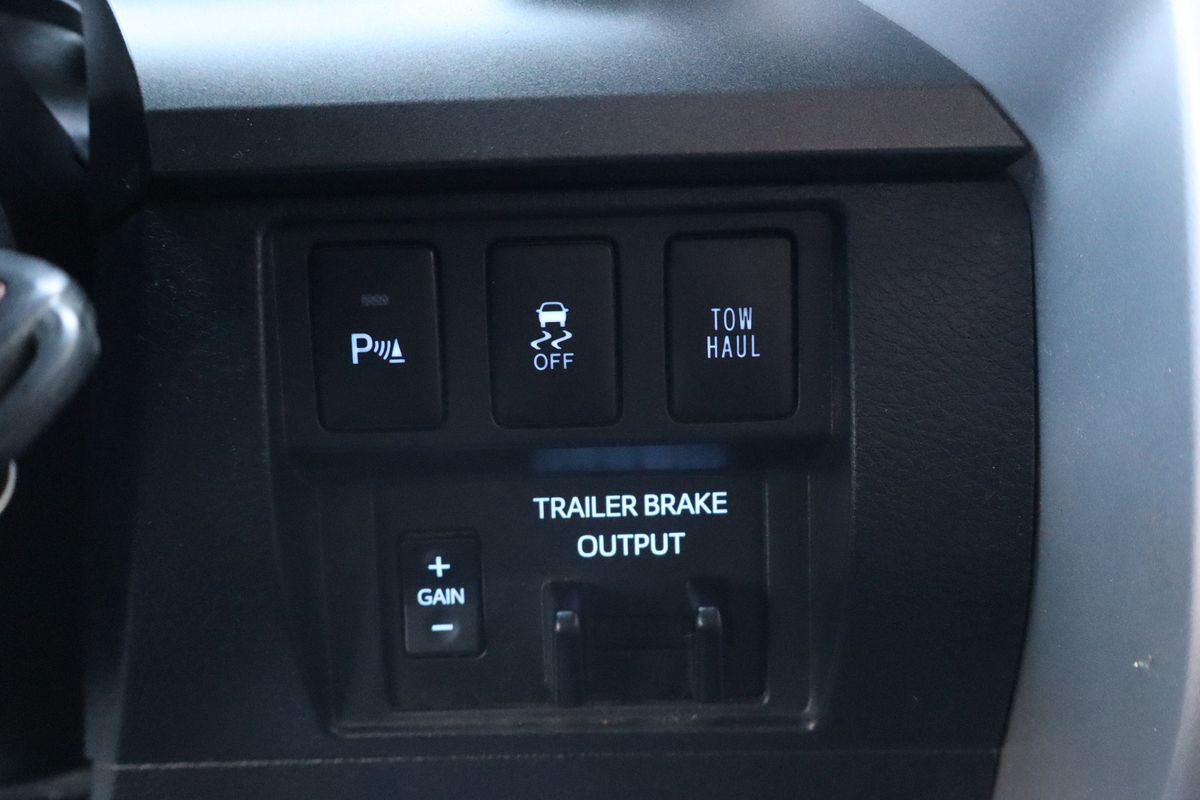 P
OFF
TOW
HAUL
TRAILER BRAKE
OUTPUT
+
GAIN
-